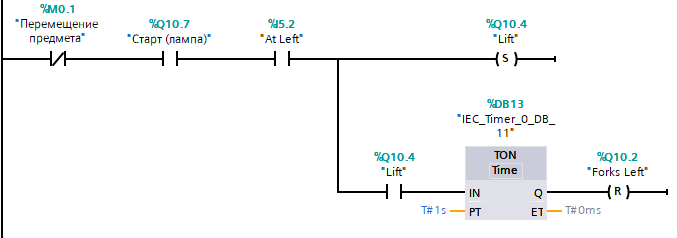 %M0.1
"Перемещение
предмета"
%Q10.7
"Старт (лампа)"
%I5.2
"At Left"
%Q10.4
"Lift"
S
%DB13
"IEC_Timer_0_DB_
11"
TON
Time
%Q10.4
"Lift"
IN
Q
%Q10.2
"Forks Left"
R
T#1s
PT
ET
T#0ms